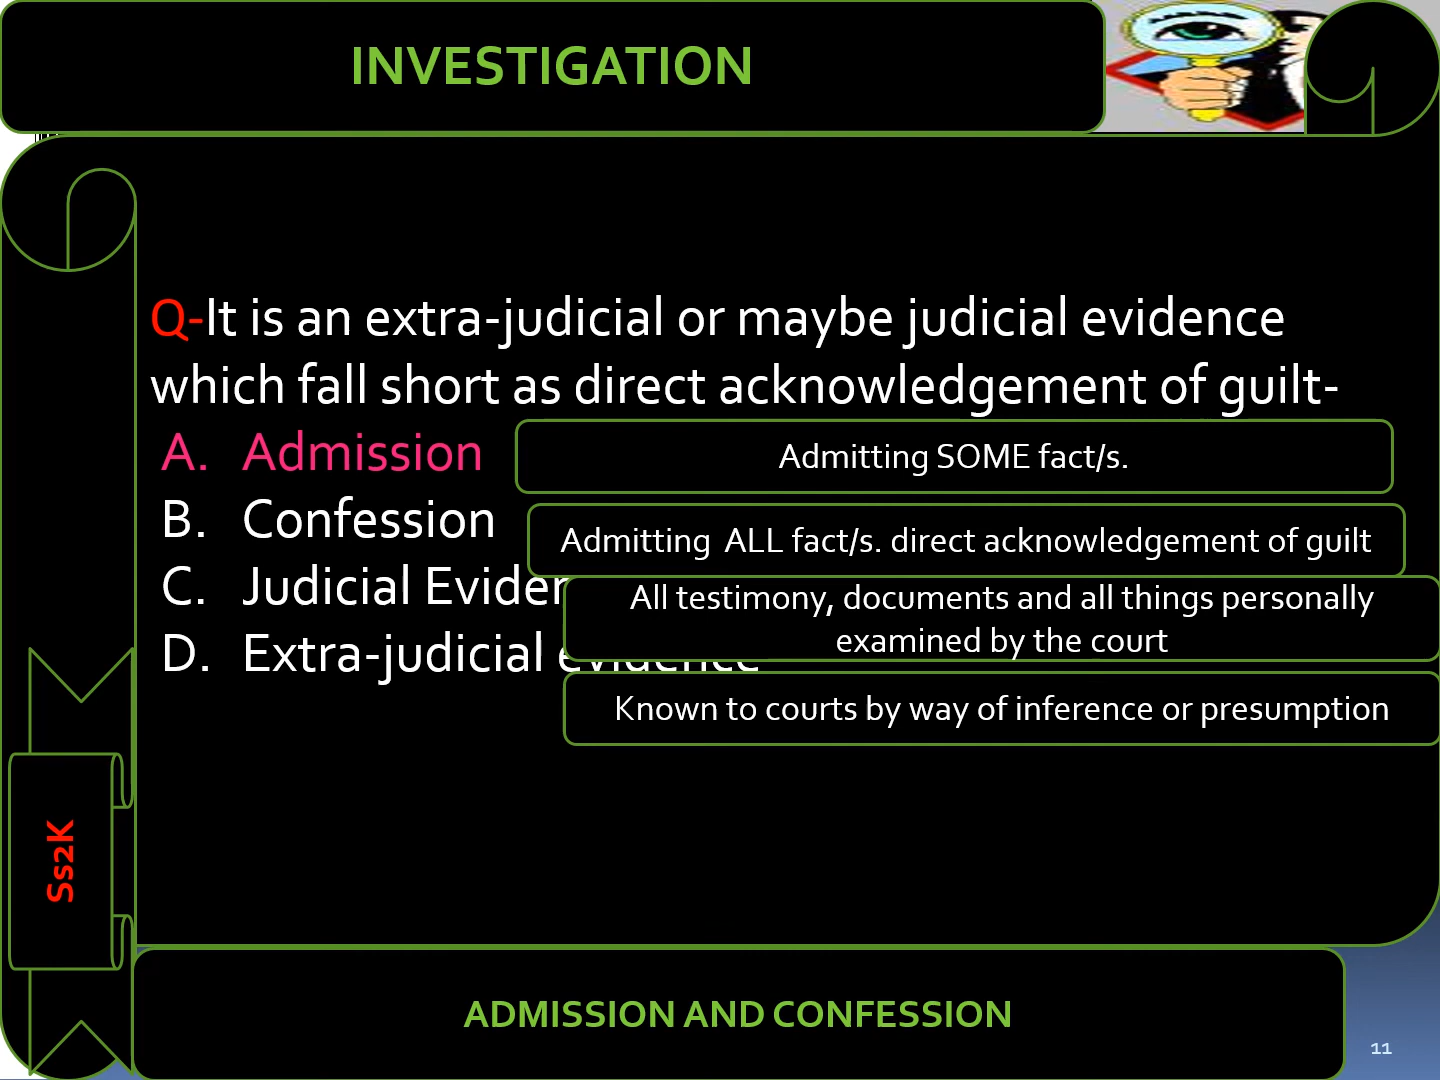 INVESTIGATION
Q-It is an extra-judicial or maybe judicial evidence
which fall short as direct acknowledgement of guilt-
A. Admission
Admitting SOME fact/s.
B. Confession
Admitting ALL fact/s. direct acknowledgement of guilt
C. Judicial
All testimony, documents and all things personally
examined by the court
D. Extra-judicial evidence
Known to courts by way of inference or presumption
Ss2K
ADMISSION AND CONFESSION
11